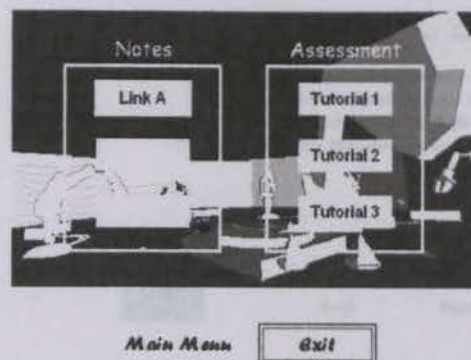 Notes
Assessment
Link A
Tutorial 1
Tutorial 2
Tutorial 3
Main Menu
Exit